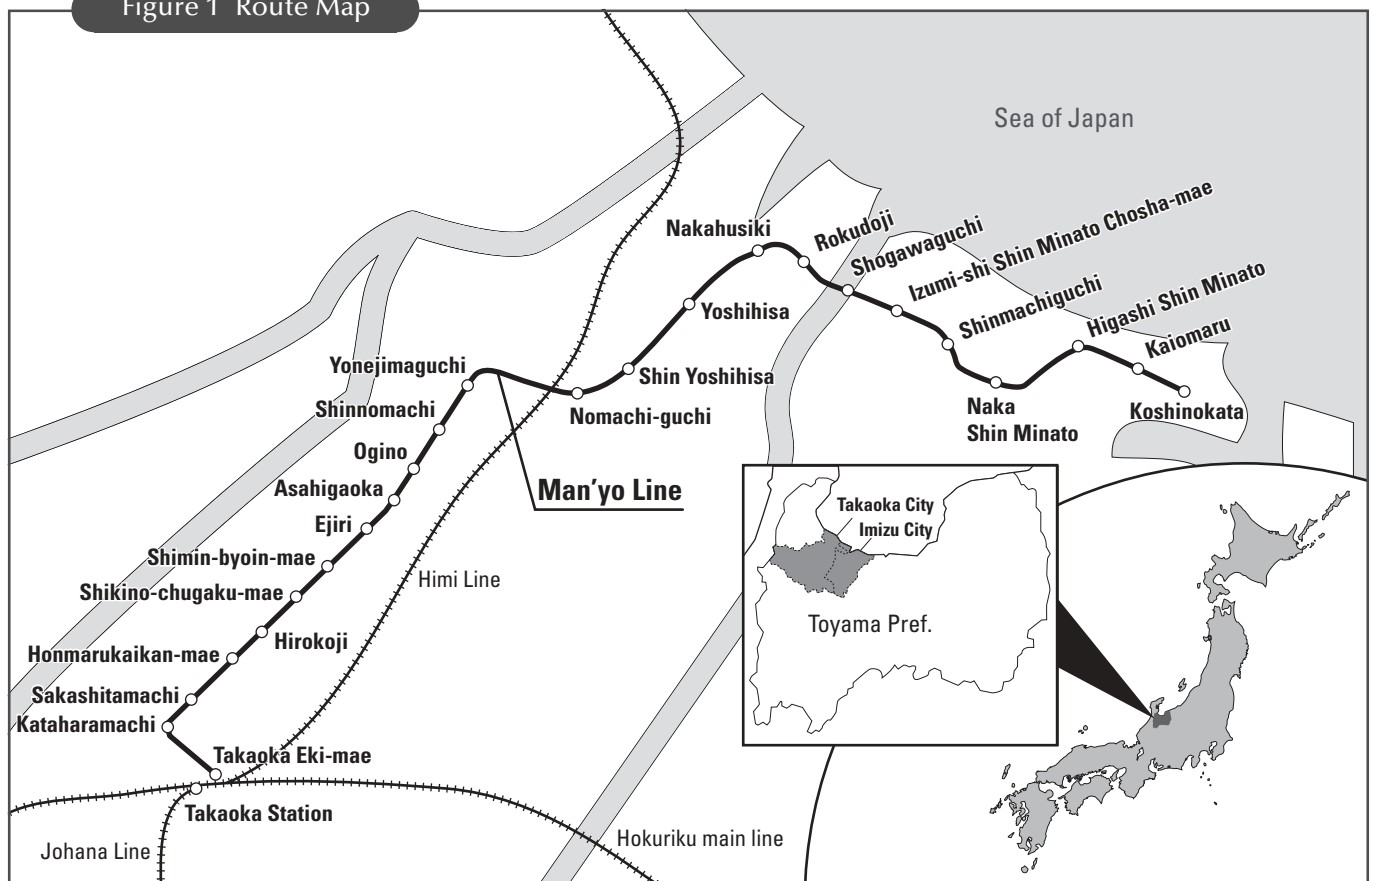 Figure 1 Route Map
Sea of Japan
Nakahusiki
Rokudoji
Shogawaguchi
Izumi-shi Shin Minato Chosha-mae
Shinmachiguchi
Higashi Shin Minato
Kaiomaru
Koshinokata
Naka
Shin Minato
Yoshihisa
Shin Yoshihisa
Nomachi-guchi
Yonejimaguchi
Shinnomachi
Ogino
Asahigaoka
Ejiri
Shimin-byoin-mae
Shikino-chugaku-mae
Hirokoji
Honmarukaikan-mae
Sakashitamachi
Kataharamachi
Takaoka Eki-mae
Takaoka Station
Man'yo Line
Himi Line
Johana Line
Hokuriku main line
Takaoka City
Imizu City
Toyama Pref.